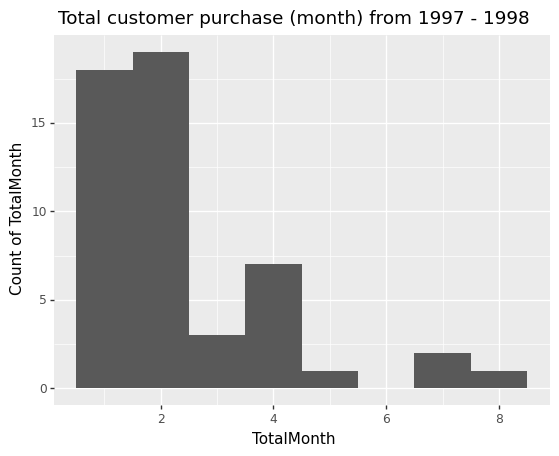 Total customer purchase (month) from 1997 - 1998
Count of TotalMonth
15
10
5
0
2
4
6
8
TotalMonth